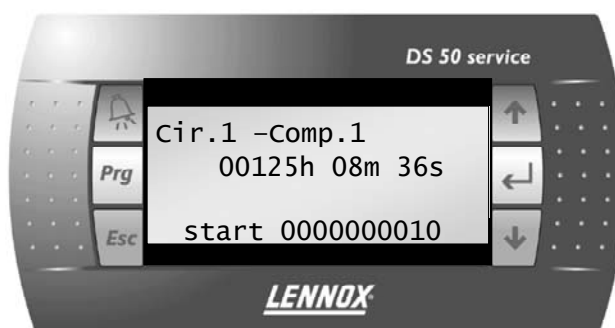 DS 50 service
Cir.1 –Comp.1
00125h 08m 36s
Prg
start 0000000010
Esc
LENNOX